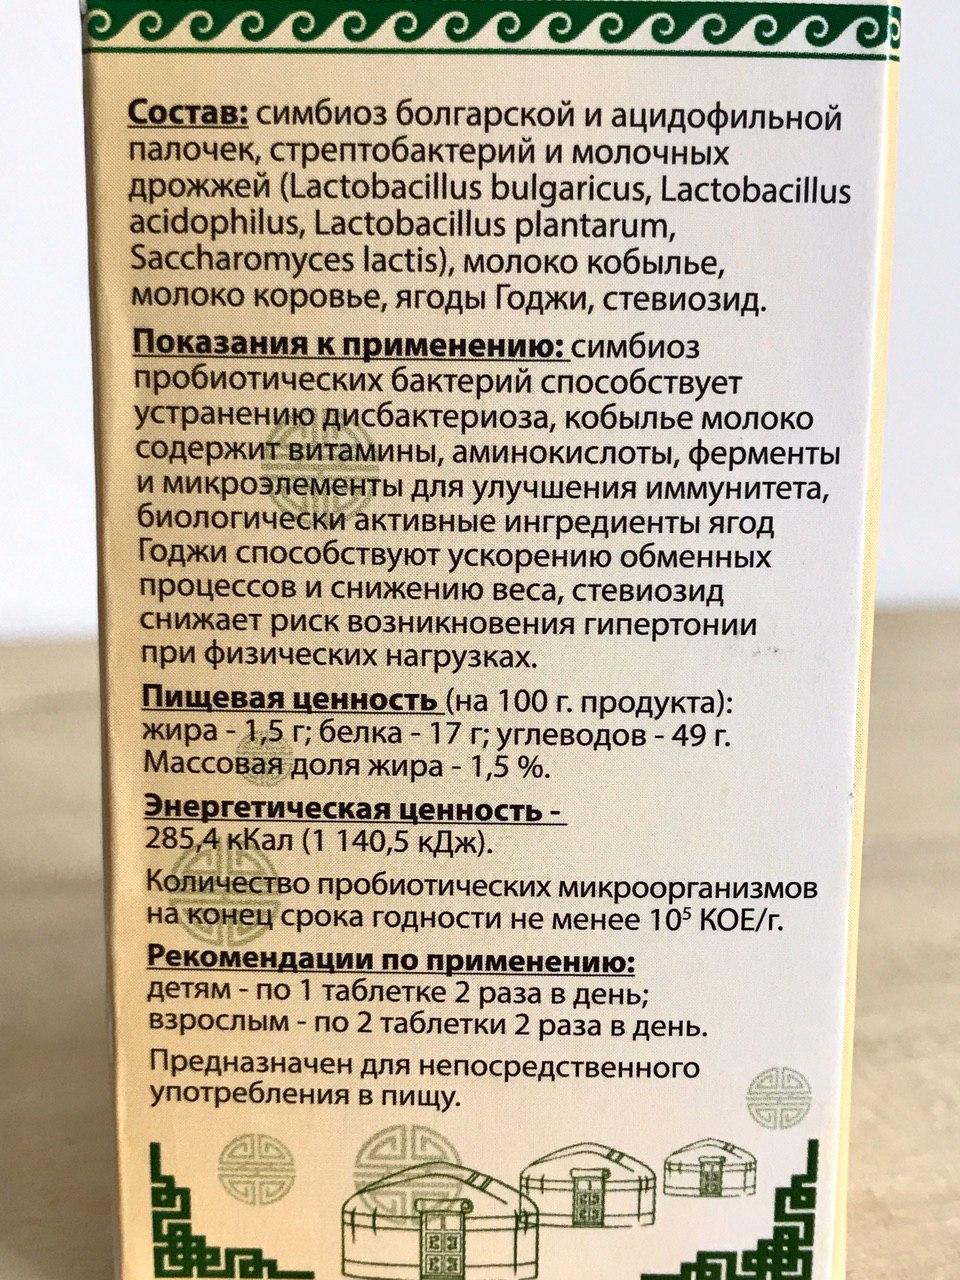 Состав: симбиоз болгарской и ацидофильной
палочек, стрептобактерий и молочных
дрожжей (Lactobacillus bulgaricus, Lactobacillus
acidophilus, Lactobacillus plantarum,
Saccharomyces lactis), молоко кобылье,
молоко коровье, ягоды Годжи, стевиозид.
Показания к применению: симбиоз
пробиотических бактерий способствует
устранению дисбактериоза, кобылье молоко
содержит витамины, аминокислоты, ферменты
и микроэлементы для улучшения иммунитета,
биологически активные ингредиенты ягод
Годжи способствуют ускорению обменных
процессов и снижению веса, стевиозид
снижает риск возникновения гипертонии
при физических нагрузках.
Пищевая ценность (на 100 г. продукта):
жира - 1,5 г; белка - 17 г; углеводов - 49 г.
Массовая доля жира - 1,5 %.
Энергетическая ценность -
285,4 кКал (1 140,5 кДж).
Количество пробиотических микроорганизмов
на конец срока годности не менее 10⁵ КОЕ/г.
Рекомендации по применению:
детям - по 1 таблетке 2 раза в день;
взрослым - по 2 таблетки 2 раза в день.
Предназначен для непосредственного
употребления в пищу.